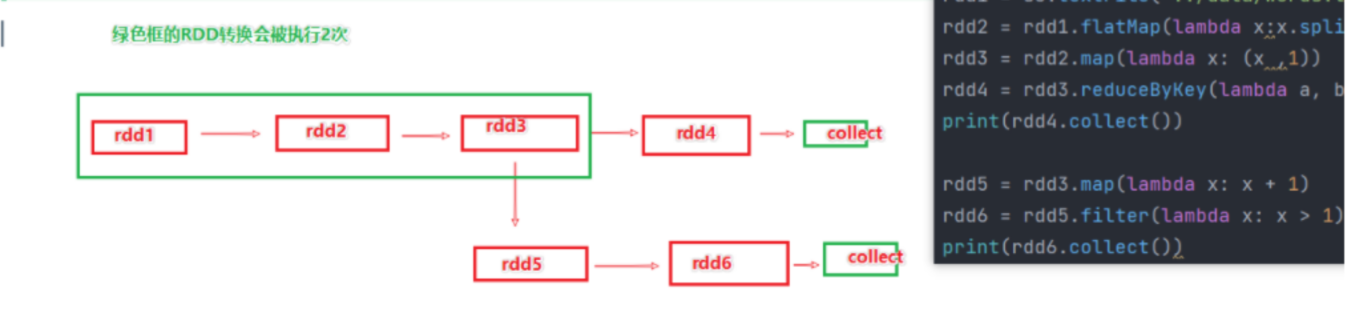 绿色框的RDD转换会被执行2次
rdd1
rdd2
rdd3
rdd4
collect
rdd5
rdd6
collect
rdd2 = rdd1.flatMap(lambda x:x.spli
rdd3 = rdd2.map(lambda x: (x ,1))
rdd4 = rdd3.reduceByKey(lambda a, b
print(rdd4.collect())
rdd5 = rdd3.map(lambda x: x + 1)
rdd6 = rdd5.filter(lambda x: x > 1)
print(rdd6.collect())